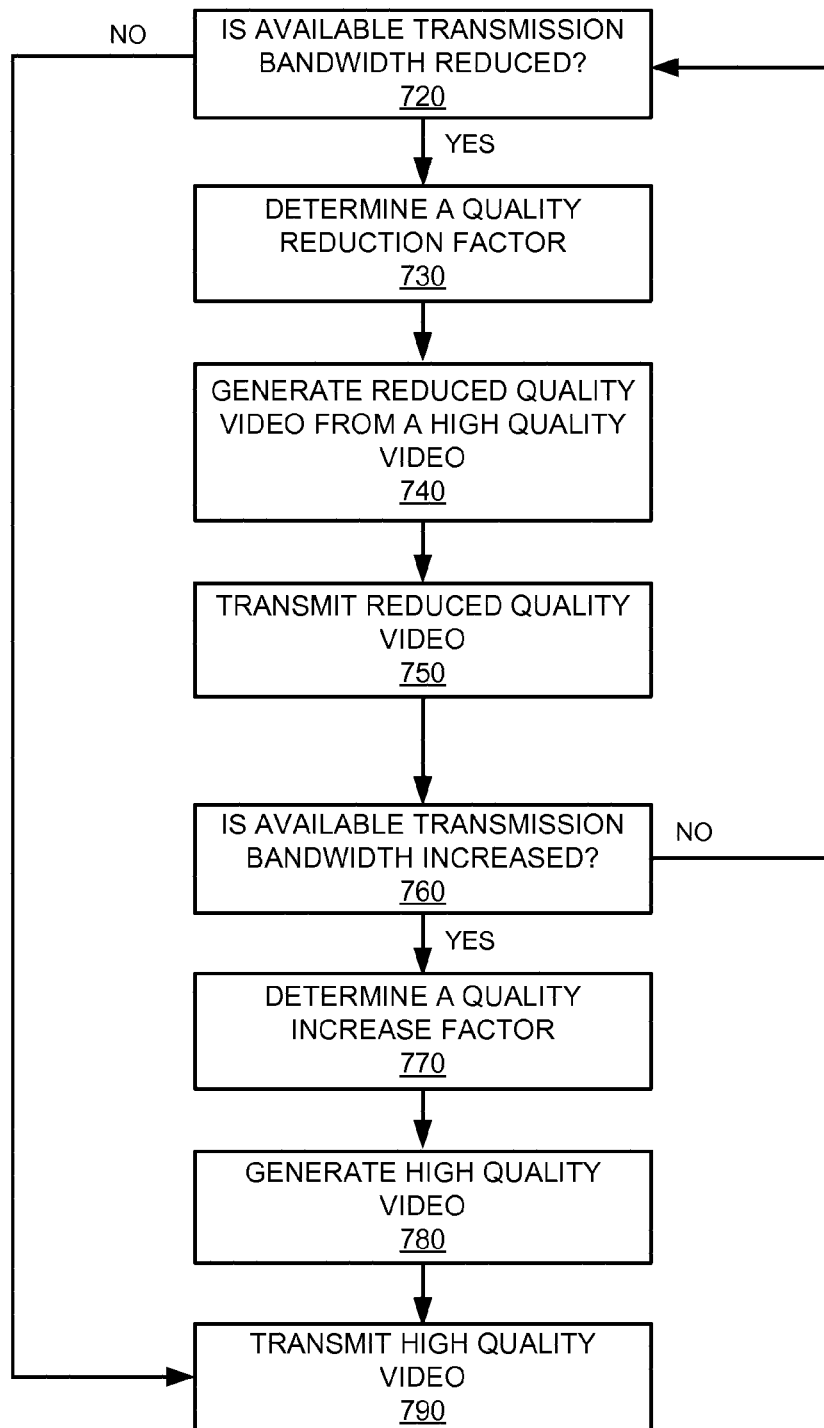 NO
IS AVAILABLE TRANSMISSION
BANDWIDTH REDUCED?
720
YES
DETERMINE A QUALITY
REDUCTION FACTOR
730
GENERATE REDUCED QUALITY
VIDEO FROM A HIGH QUALITY
VIDEO
740
TRANSMIT REDUCED QUALITY
VIDEO
750
IS AVAILABLE TRANSMISSION
BANDWIDTH INCREASED?
760
NO
YES
DETERMINE A QUALITY
INCREASE FACTOR
770
GENERATE HIGH QUALITY
VIDEO
780
TRANSMIT HIGH QUALITY
VIDEO
790